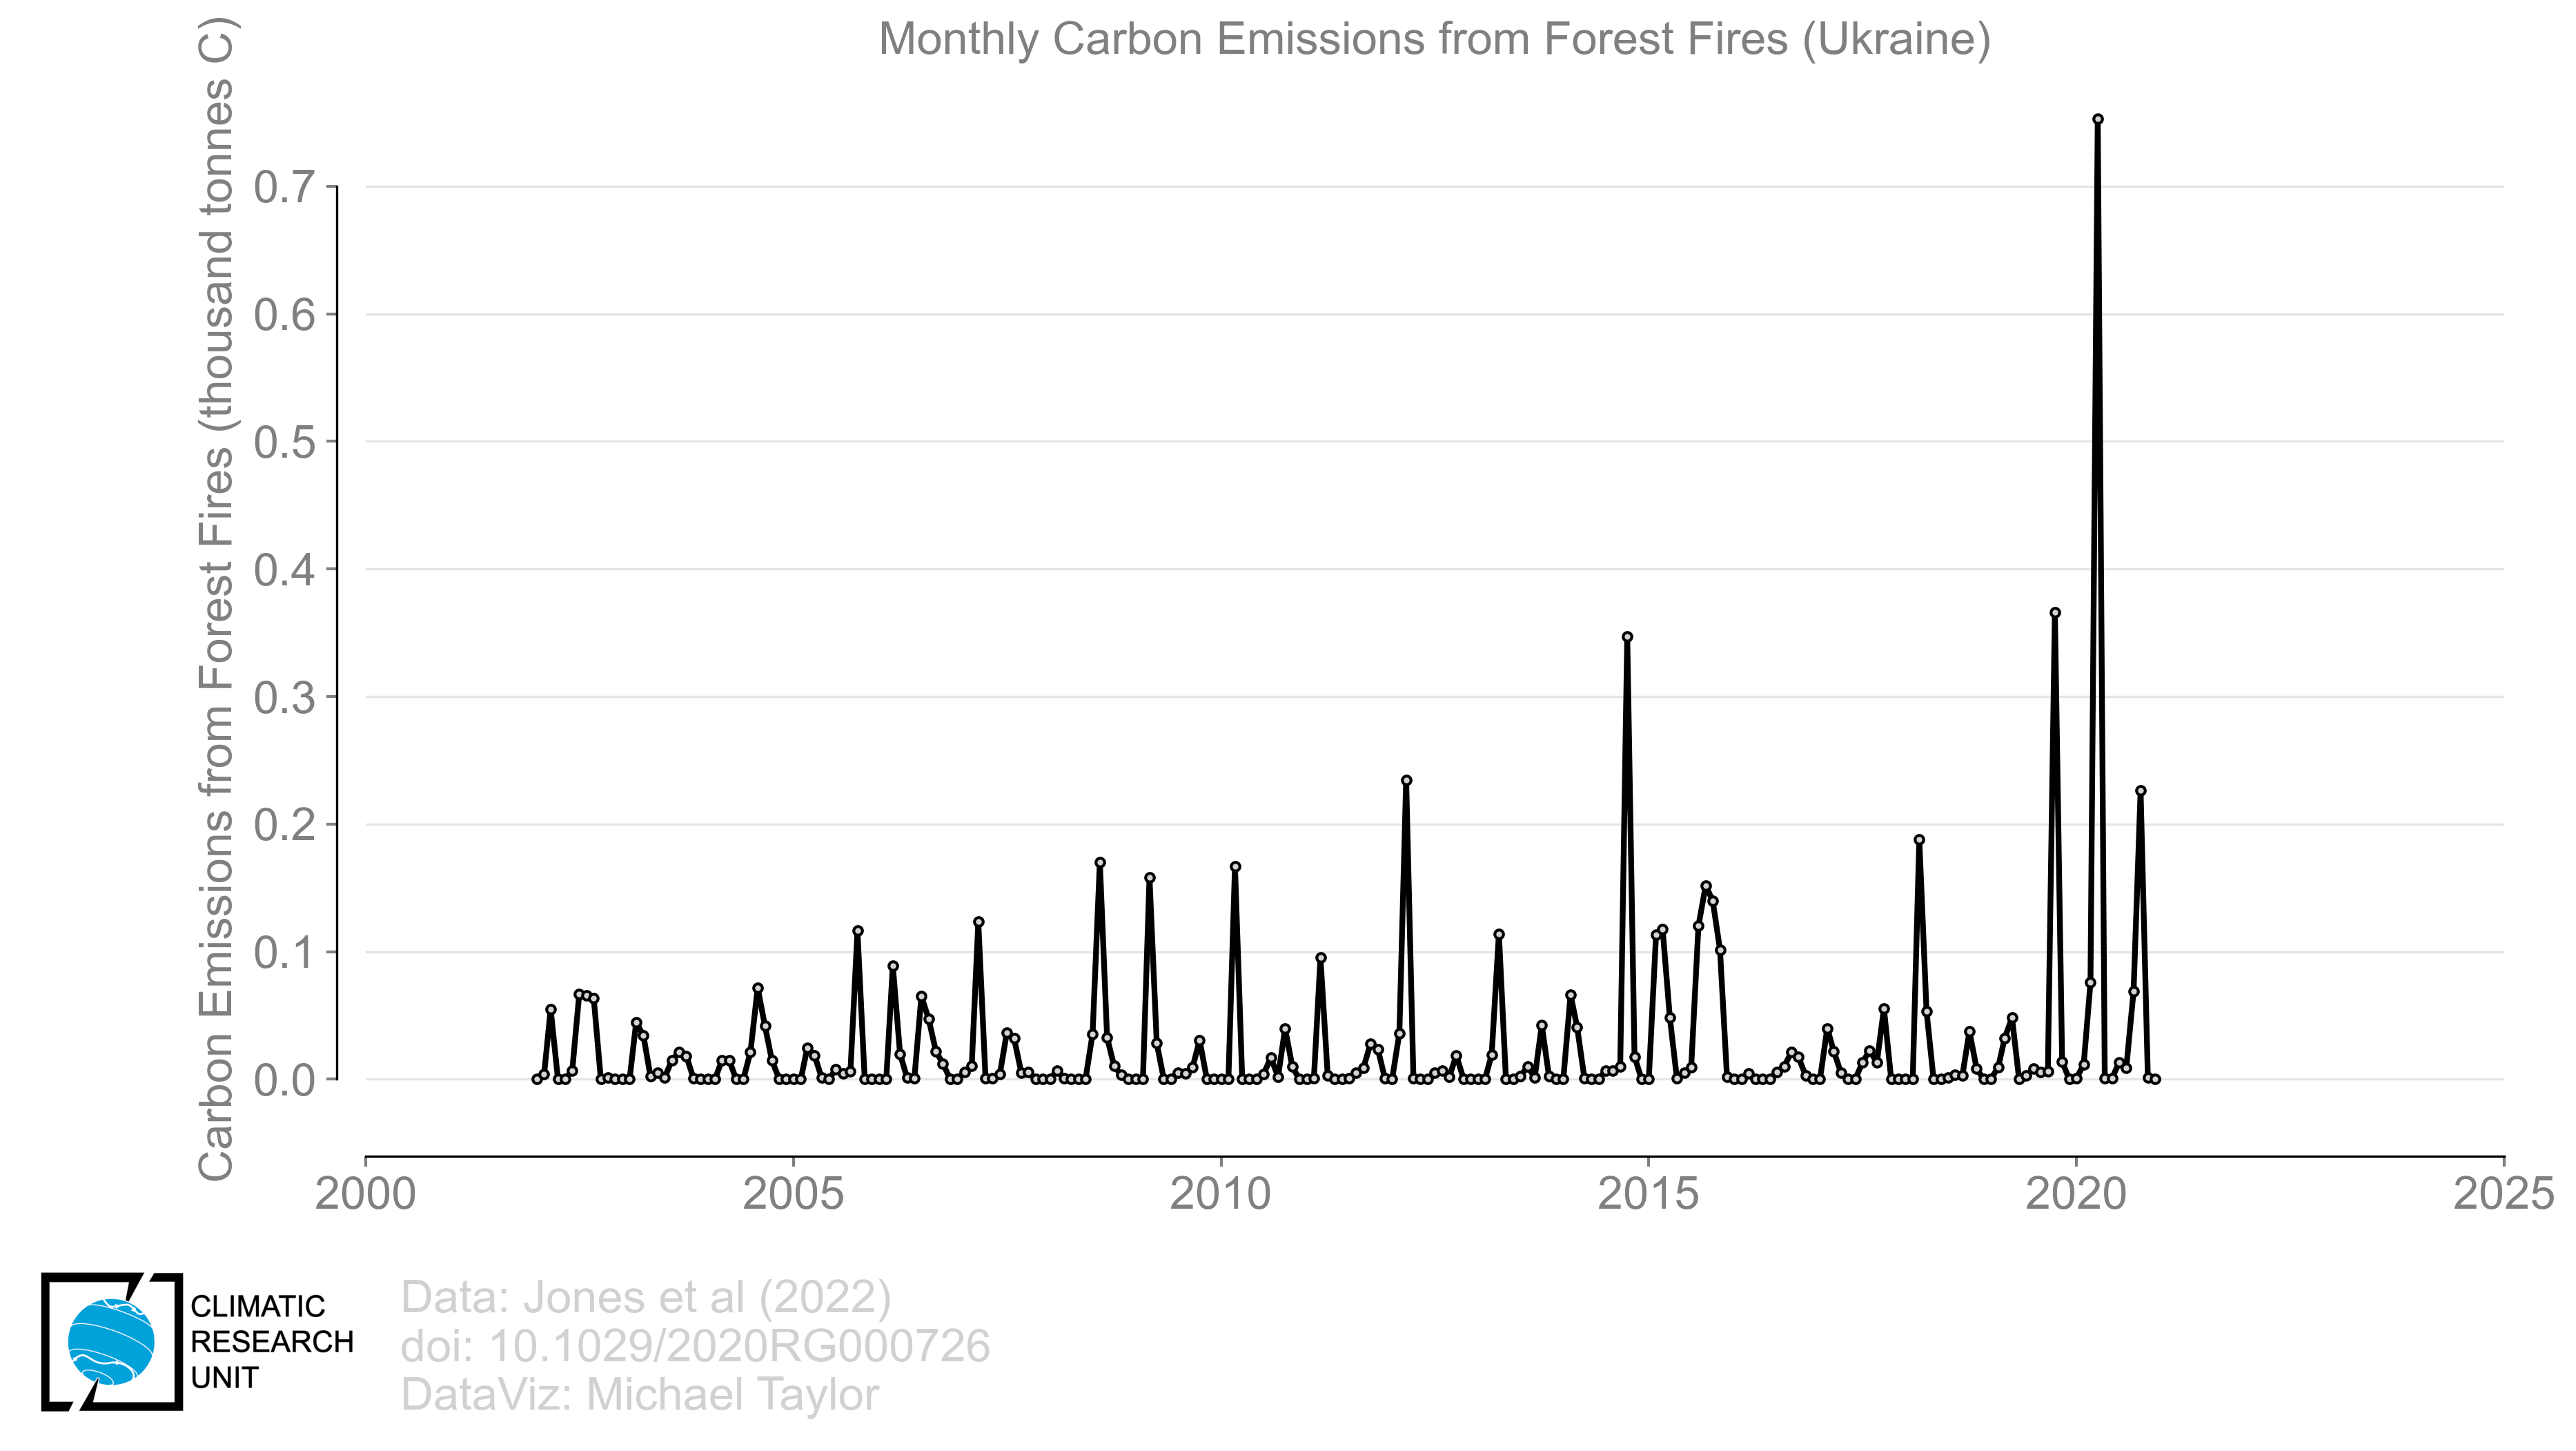 Monthly Carbon Emissions from Forest Fires (Ukraine)
Carbon Emissions from Forest Fires (thousand tonnes C)
0.7
0.6
0.5
0.4
0.3
0.2
0.1
0.0
2000 2005 2010 2015 2020 2025
CLIMATIC
RESEARCH
UNIT
Data: Jones et al (2022)
doi: 10.1029/2020RG000726
DataViz: Michael Taylor